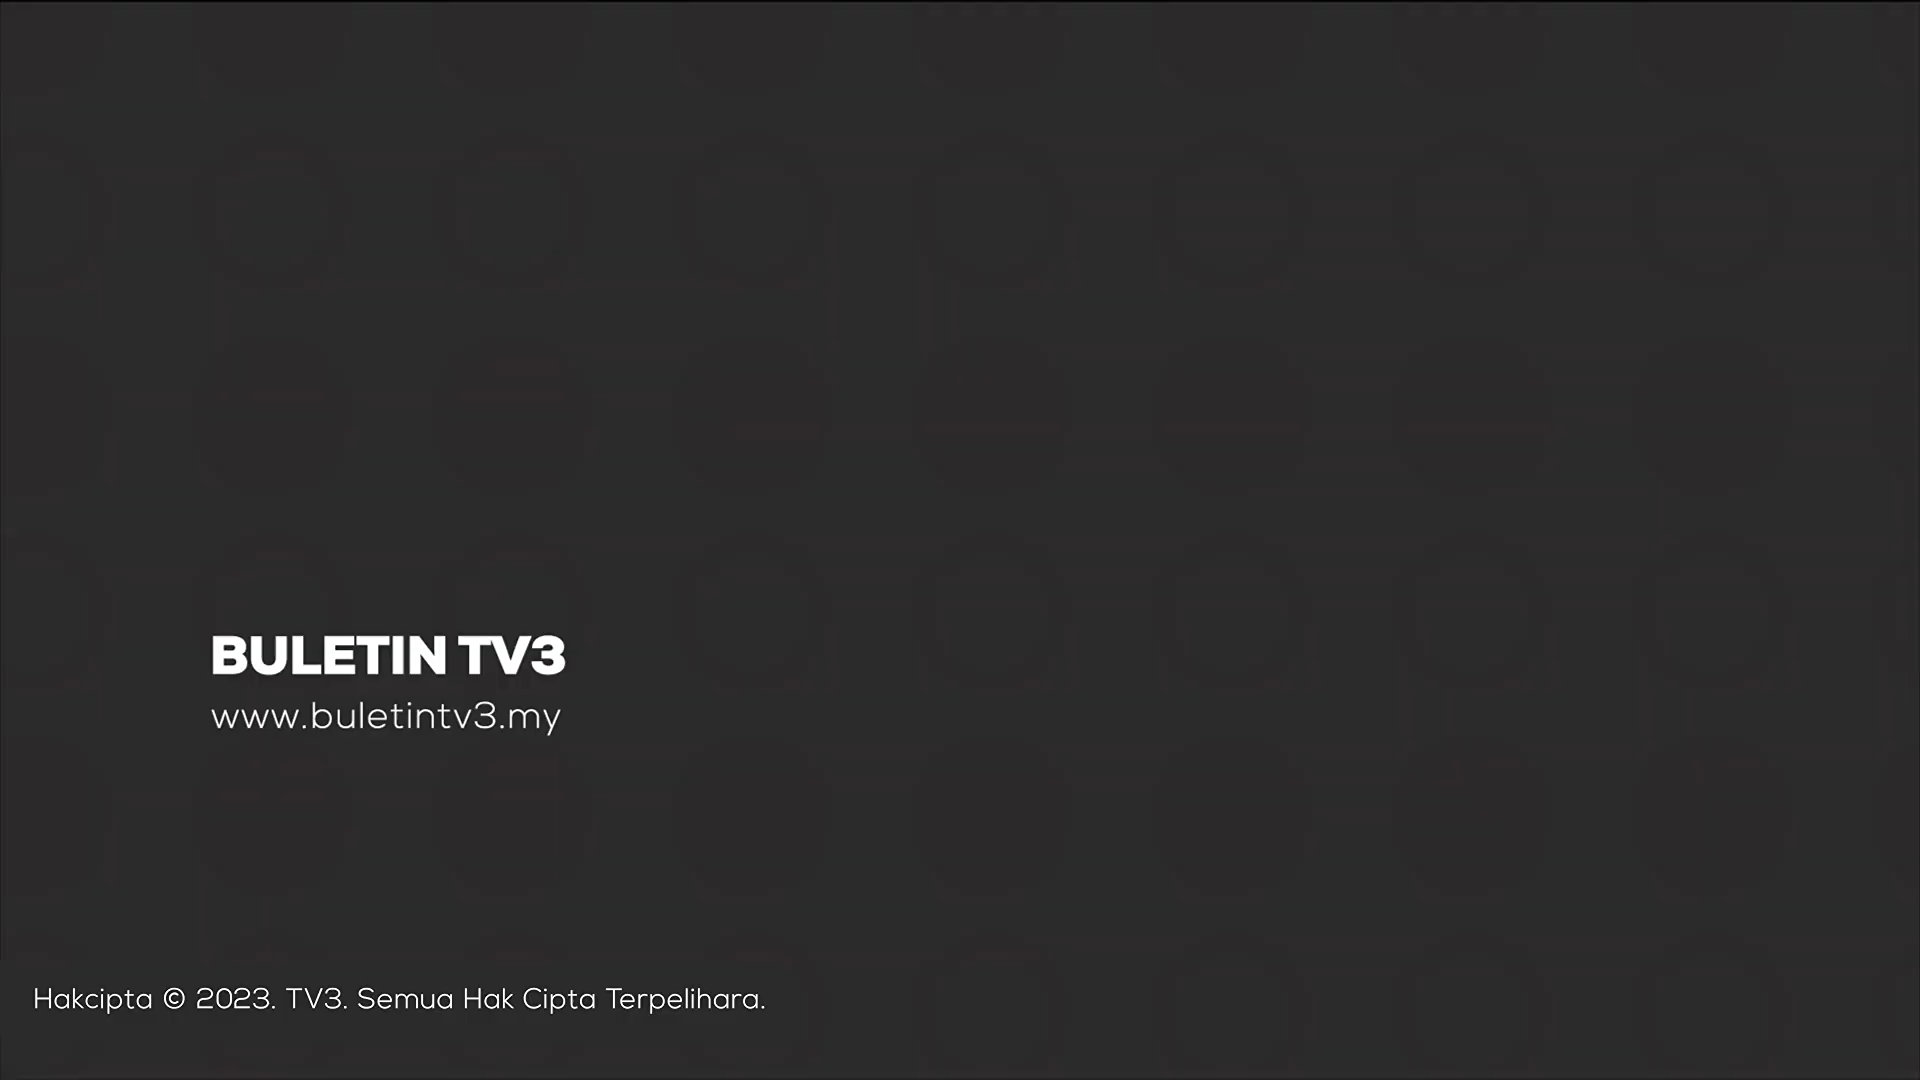 BULETIN TV3
www.buletintv3.my
Hakcipta © 2023. TV3. Semua Hak Cipta Terpelihara.